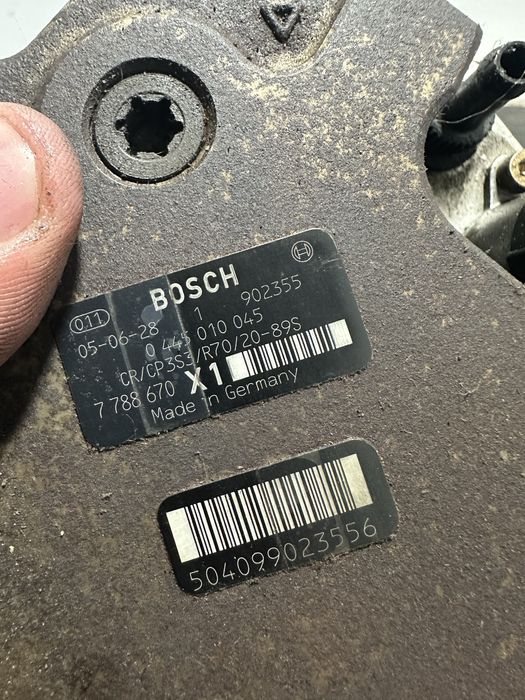 BOSCH
011
05-06-28 1 902355
0 445 010 045
CR/CP3S3/R70/20-89S
7 788 670 X1
Made in Germany
504099023556